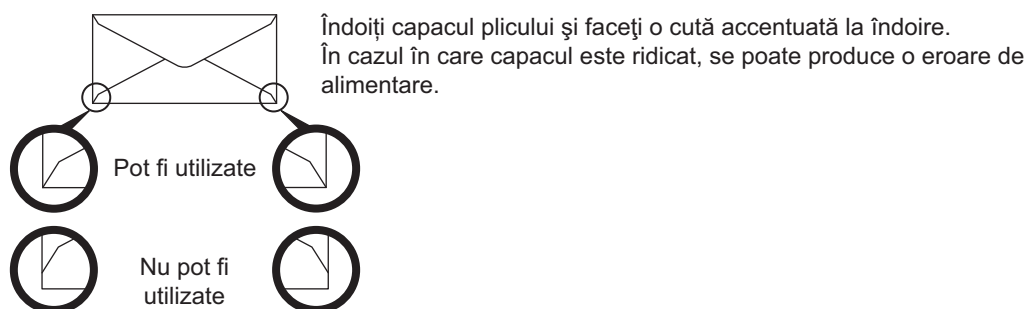 Îndoiți capacul plicului şi faceţi o cută accentuată la îndoire.
În cazul în care capacul este ridicat, se poate produce o eroare de
alimentare.
Pot fi utilizate
Nu pot fi
utilizate